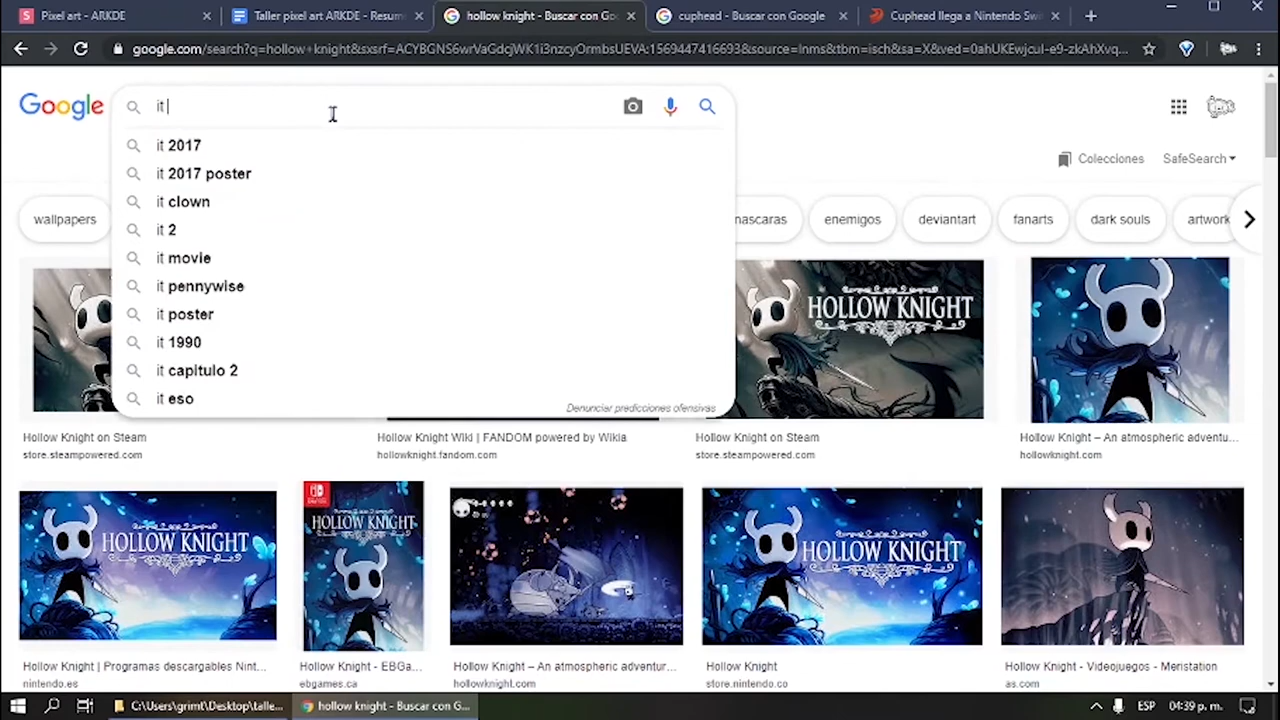 Pixel art - ARKDE
Taller pixel art ARKDE - Resum
hollow knight - Buscar con Goo
cuphead - Buscar con Google
Cuphead llega a Nintendo Swi
google.com/search?q=hollow+knight&sxsrf=ACYBGNS6wrVaGdcjWK1i3nzcyOrmbsUEVA:1569447416693&source=lnms&tbm=isch&sa=X&ved=0ahUKEwjcuI-e9-zkAhXvq...
Google
it
it 2017
it 2017 poster
it clown
it 2
it movie
it pennywise
it poster
it 1990
it capitulo 2
it eso
Denunciar predicciones ofensivas
Colecciones
SafeSearch
wallpapers
mascaras
enemigos
deviantart
fanarts
dark souls
artwork
HOLLOW KNIGHT
Hollow Knight on Steam
store.steampowered.com
Hollow Knight Wiki | FANDOM powered by Wikia
hollowknight.fandom.com
Hollow Knight on Steam
store.steampowered.com
Hollow Knight – An atmospheric adventu...
hollowknight.com
HOLLOW KNIGHT
HOLLOW KNIGHT
HOLLOW KNIGHT
Hollow Knight | Programas descargables Nint...
nintendo.es
Hollow Knight - EBGa...
ebgames.ca
Hollow Knight – An atmospheric adventur...
hollowknight.com
Hollow Knight
store.nintendo.co
Hollow Knight - Videojuegos - Meristation
as.com
C:\Users\grimt\Desktop\talle...
hollow knight - Buscar con G...
ESP
04:39 p. m.